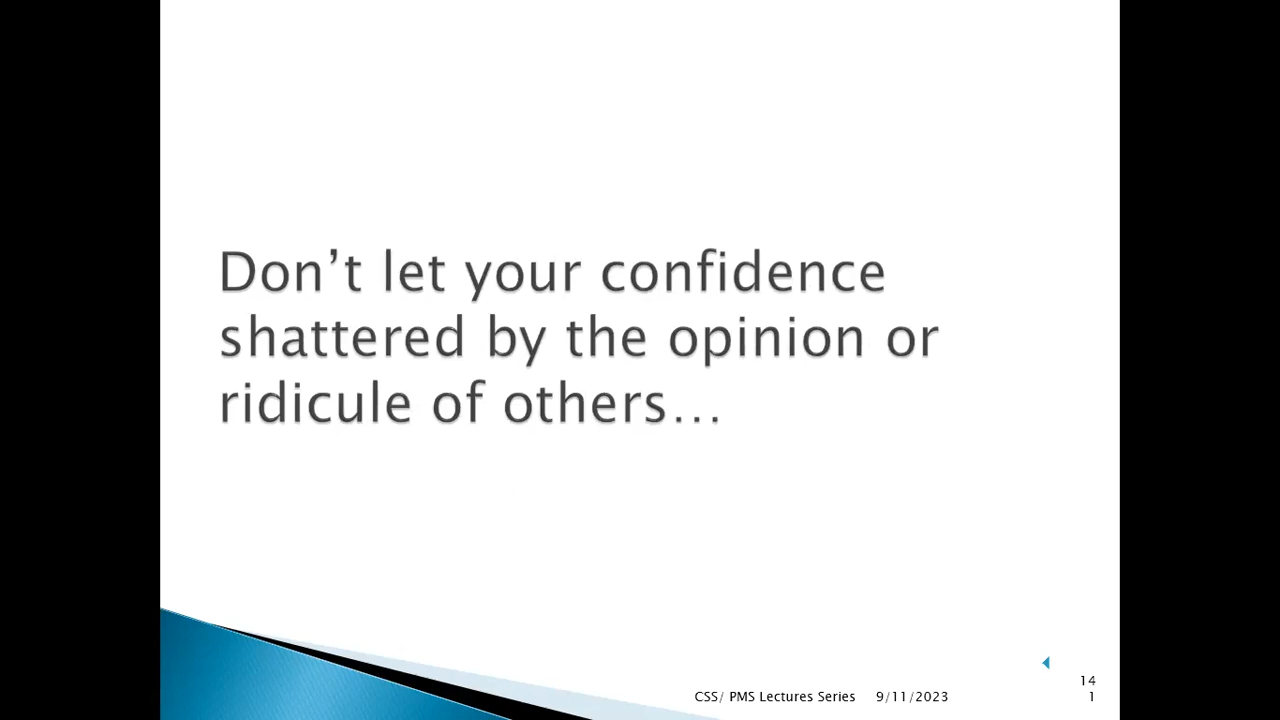 Don’t let your confidence
shattered by the opinion or
ridicule of others…
CSS/ PMS Lectures Series 9/11/2023
14
1